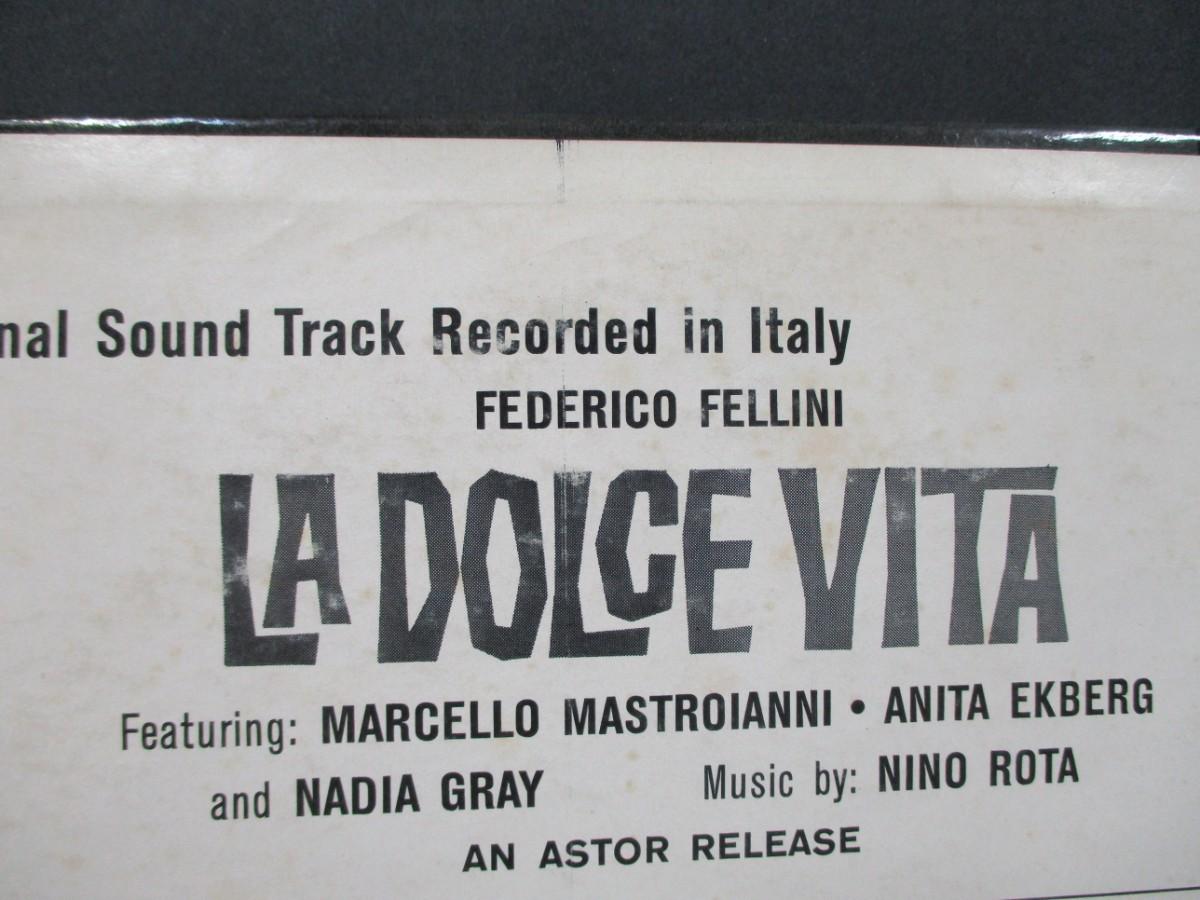 nal Sound Track Recorded in Italy
FEDERICO FELLINI
LA DOLCE VITA
Featuring: MARCELLO MASTROIANNI • ANITA EKBERG
and NADIA GRAY Music by: NINO ROTA
AN ASTOR RELEASE